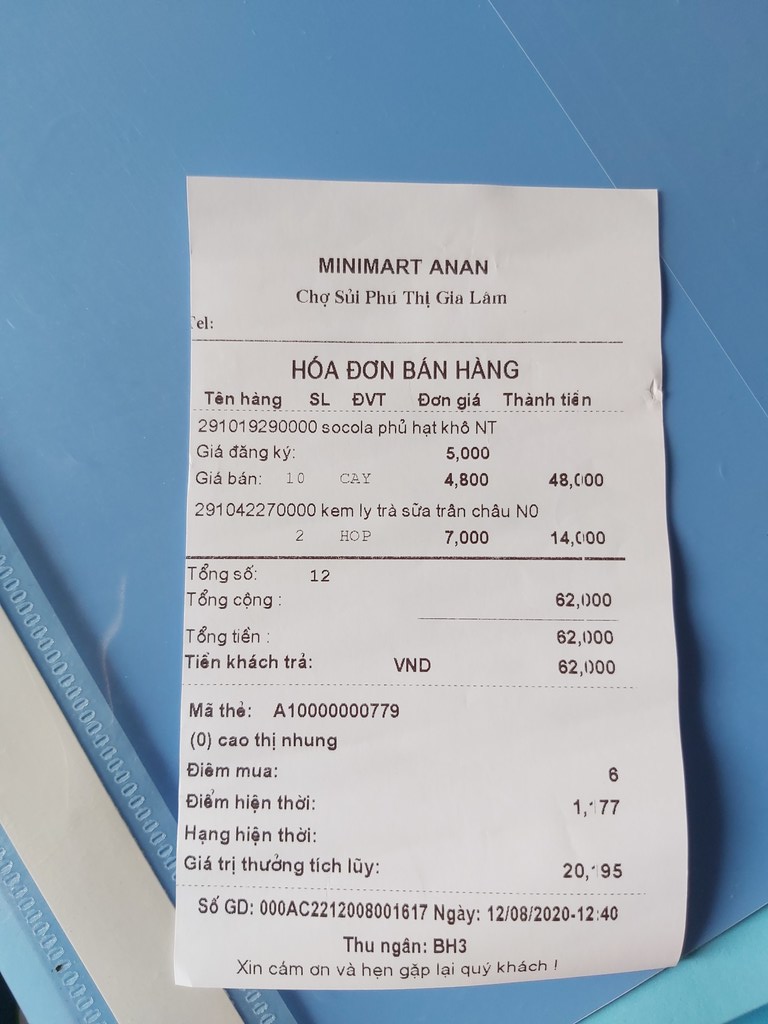 MINIMART ANAN
Chợ Sủi Phú Thị Gia Lâm
Tel:
HÓA ĐƠN BÁN HÀNG
Tên hàng SL ĐVT Đơn giá Thành tiền
291019290000 socola phủ hạt khô NT
Giá đăng ký: 5,000
Giá bán: 10 CAY 4,800 48,000
291042270000 kem ly trà sữa trân châu N0
2 HOP 7,000 14,000
Tổng số: 12
Tổng cộng : 62,000
Tổng tiền : 62,000
Tiền khách trả: VND 62,000
Mã thẻ: A10000000779
(0) cao thị nhung
Điểm mua: 6
Điểm hiện thời: 1,177
Hạng hiện thời:
Giá trị thưởng tích lũy: 20,195
Số GD: 000AC2212008001617 Ngày: 12/08/2020-12:40
Thu ngân: BH3
Xin cám ơn và hẹn gặp lại quý khách !